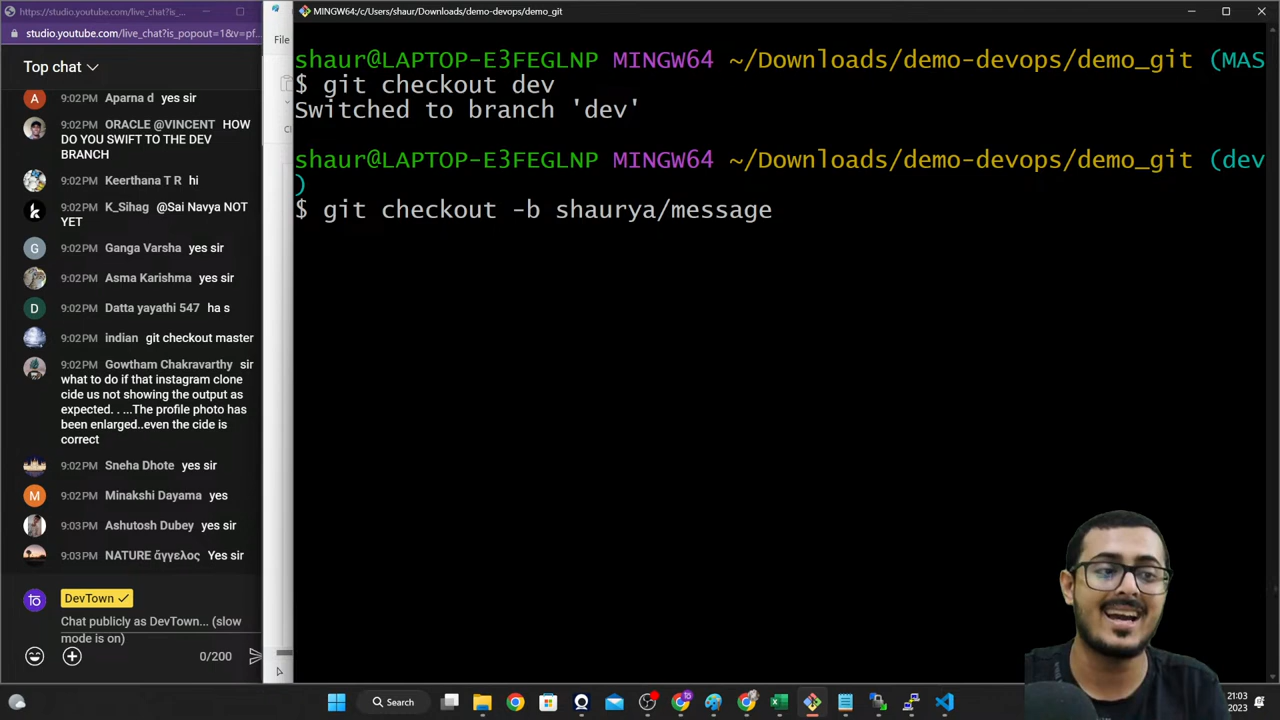 https://studio.youtube.com/live_chat?is_...
studio.youtube.com/live_chat?is_popout=1&v=pf...
Top chat
A
9:02PM Aparna d yes sir
9:02PM ORACLE @VINCENT HOW
DO YOU SWIFT TO THE DEV
BRANCH
9:02PM Keerthana T R hi
9:02PM K_Sihag @Sai Navya NOT
YET
G
9:02PM Ganga Varsha yes sir
9:02PM Asma Karishma yes sir
D
9:02PM Datta yayathi 547 ha s
9:02PM indian git checkout master
9:02PM Gowtham Chakravarthy sir
what to do if that instagram clone
cide us not showing the output as
expected. . ...The profile photo has
been enlarged..even the cide is
correct
9:02PM Sneha Dhote yes sir
M
9:02PM Minakshi Dayama yes
9:03PM Ashutosh Dubey yes sir
9:03PM NATURE ἄγγελος Yes sir
DevTown
Chat publicly as DevTown... (slow
mode is on)
0/200
File
MINGW64:/c/Users/shaur/Downloads/demo-devops/demo_git
shaur@LAPTOP-E3FEGLNP MINGW64 ~/Downloads/demo-devops/demo_git (MAS
$ git checkout dev
Switched to branch 'dev'
shaur@LAPTOP-E3FEGLNP MINGW64 ~/Downloads/demo-devops/demo_git (dev
)
$ git checkout -b shaurya/message
Search
21:03
2023